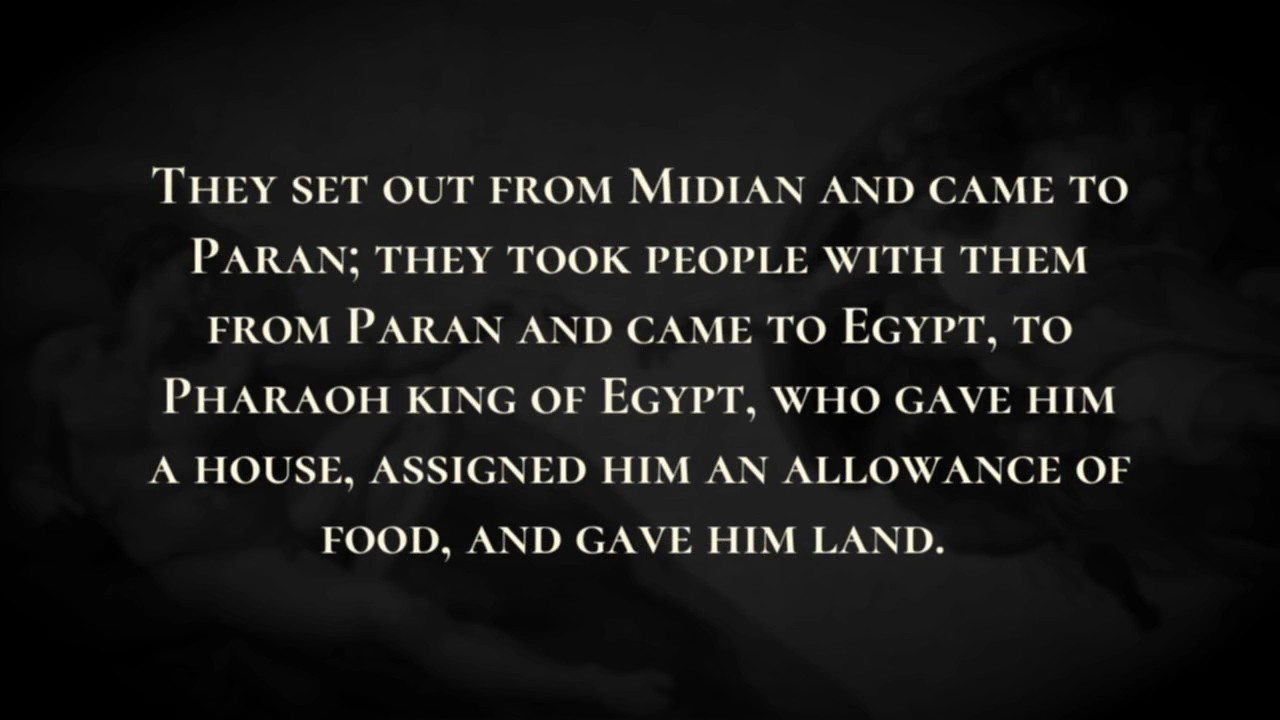 They set out from Midian and came to
Paran; they took people with them
from Paran and came to Egypt, to
Pharaoh king of Egypt, who gave him
a house, assigned him an allowance of
food, and gave him land.